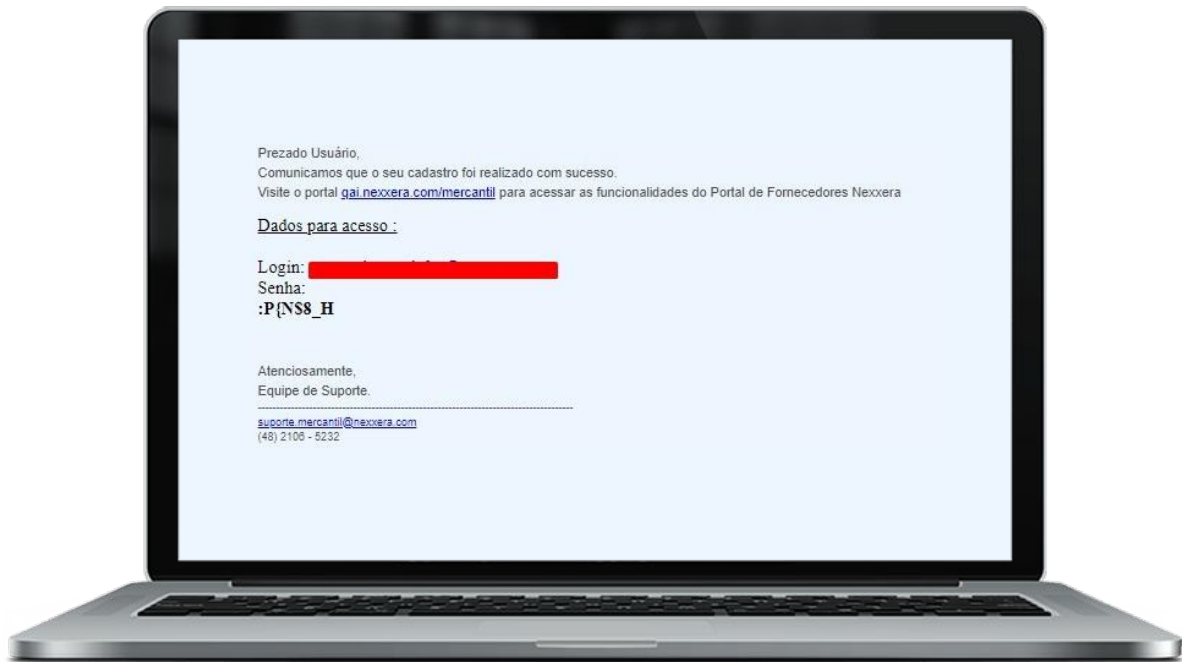 Prezado Usuário,
Comunicamos que o seu cadastro foi realizado com sucesso.
Visite o portal qai.nexxera.com/mercantil para acessar as funcionalidades do Portal de Fornecedores Nexxera
Dados para acesso :
Login:
Senha:
:P{N$8_H
Atenciosamente,
Equipe de Suporte.
suporte.mercantil@nexxera.com
(48) 2106 - 5232